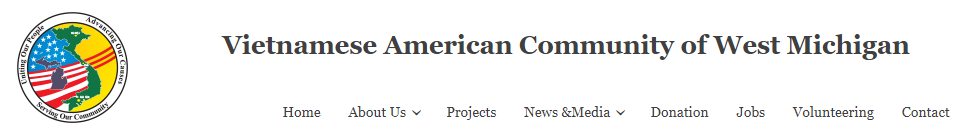 Uniting Our People
Advancing Our Causes
Serving Our Community
Vietnamese American Community of West Michigan
Home About Us Projects News &Media Donation Jobs Volunteering Contact